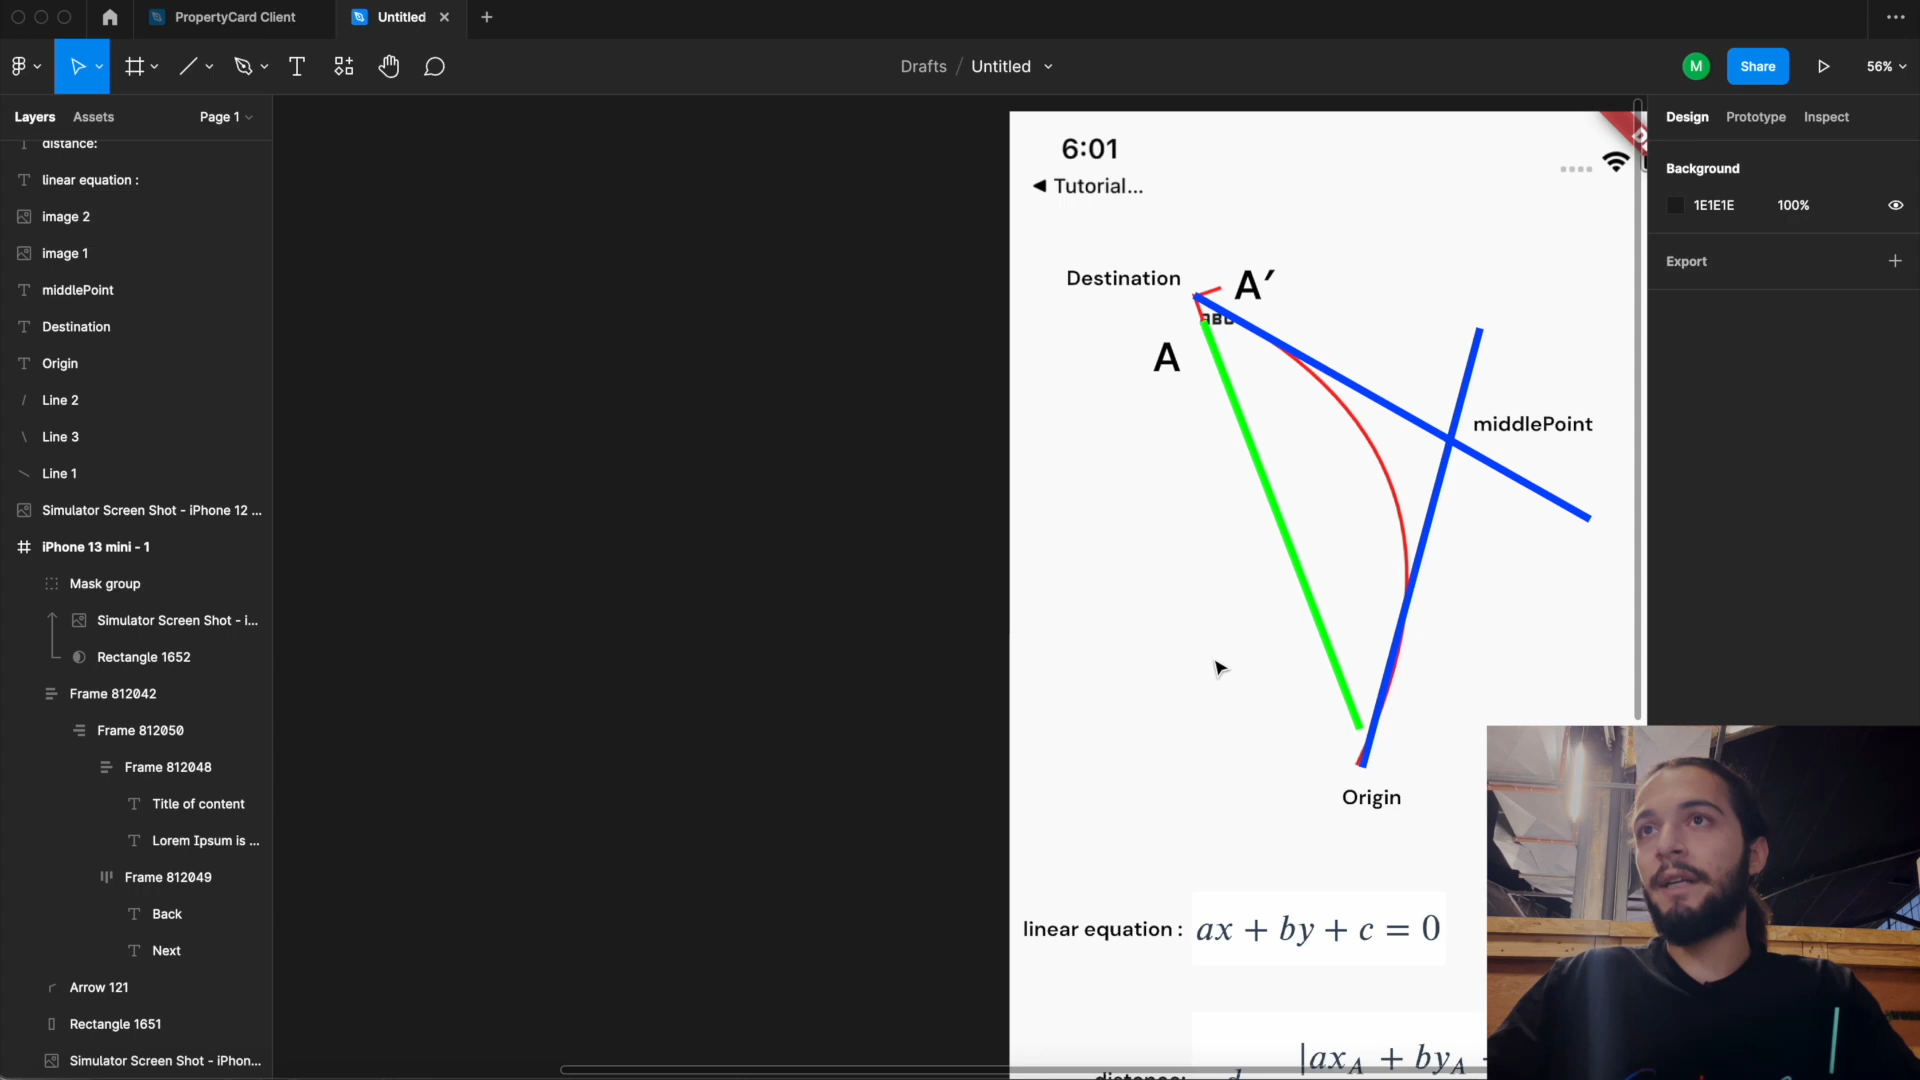 PropertyCard Client
Untitled
Drafts / Untitled
M
Share
56%
Layers
Assets
Page 1
Design
Prototype
Inspect
distance:
linear equation :
image 2
image 1
middlePoint
Destination
Origin
Line 2
Line 3
Line 1
Simulator Screen Shot - iPhone 12 ...
iPhone 13 mini - 1
Mask group
Simulator Screen Shot - i...
Rectangle 1652
Frame 812042
Frame 812050
Frame 812048
Title of content
Lorem Ipsum is ...
Frame 812049
Back
Next
Arrow 121
Rectangle 1651
Simulator Screen Shot - iPhon...
6:01
◀ Tutorial...
Destination
A′
A
middlePoint
Origin
linear equation : ax + by + c = 0
|ax_A + by_A +
distance: d
Background
1E1E1E 100%
Export